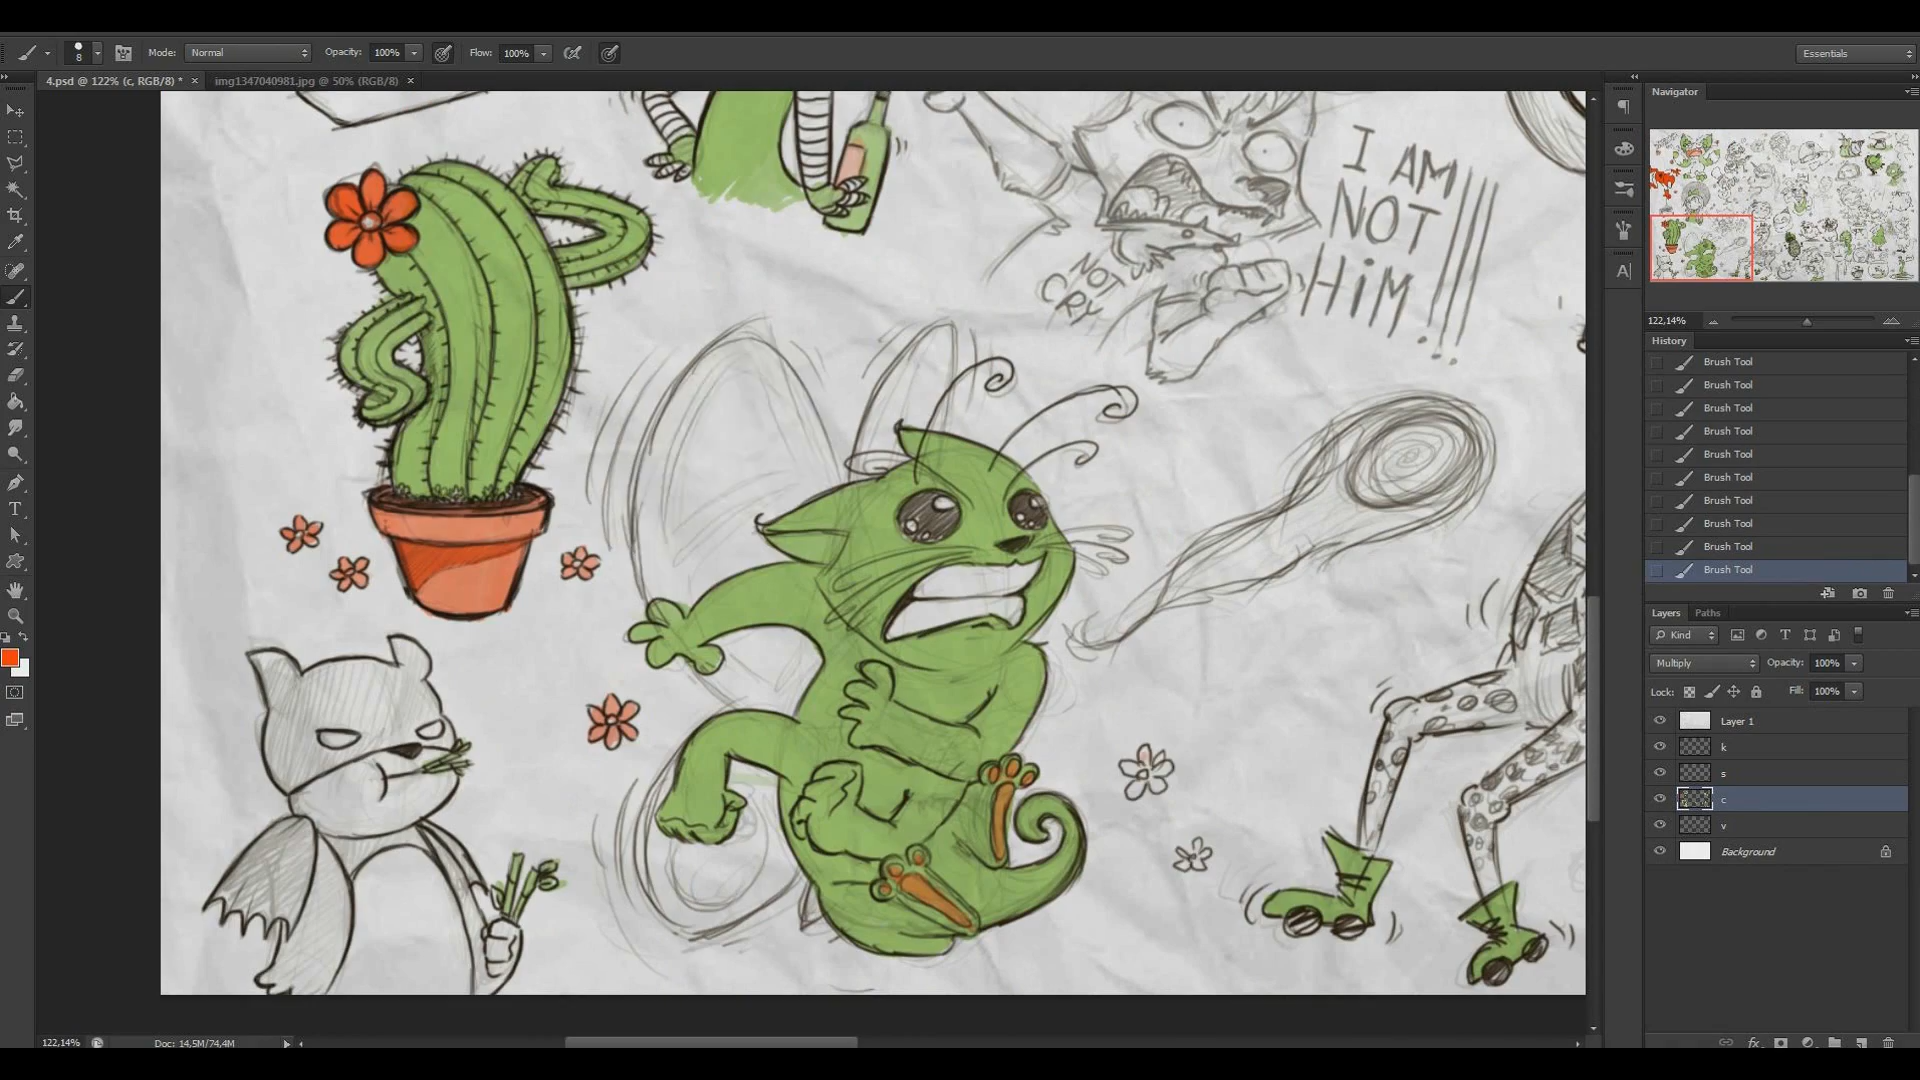 8
Mode:
Normal
Opacity:
100%
Flow:
100%
Essentials
4.psd @ 122% (c, RGB/8) *
×
img1347040981.jpg @ 50% (RGB/8)
×
Navigator
122,14%
History
Brush Tool
Brush Tool
Brush Tool
Brush Tool
Brush Tool
Brush Tool
Brush Tool
Brush Tool
Brush Tool
Brush Tool
Layers
Paths
Kind
Multiply
Opacity:
100%
Lock:
Fill:
100%
Layer 1
k
s
c
v
Background
I AM
NOT
HiM
NOT
CRY
122,14%
Doc: 14,5M/74,4M